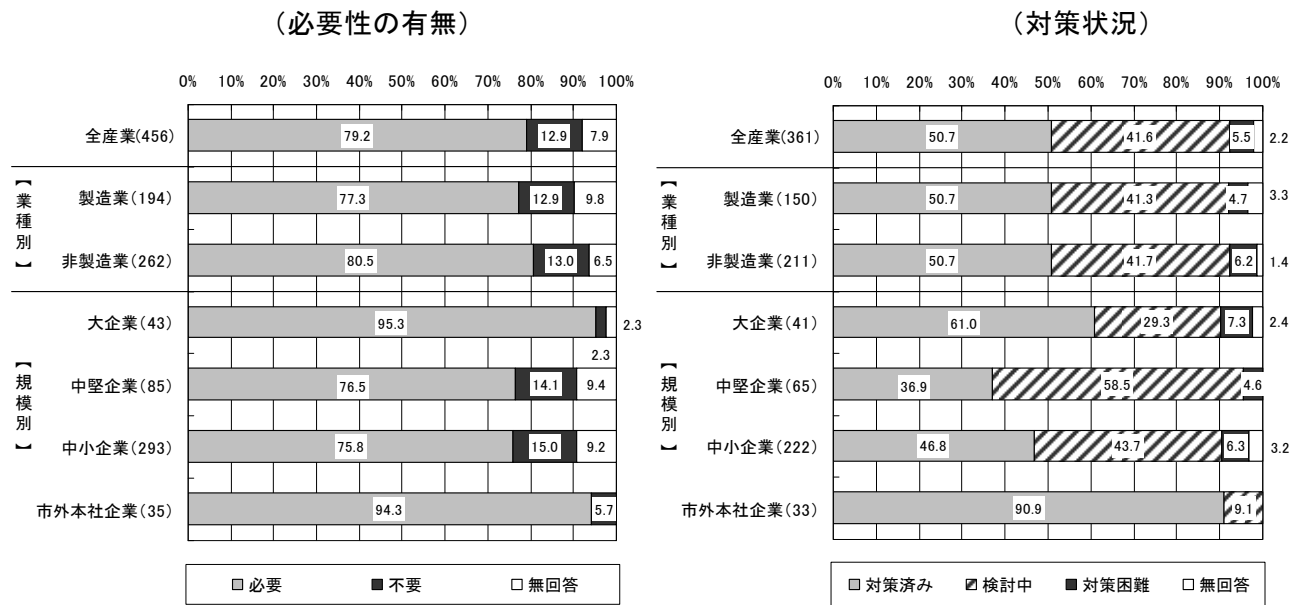 （必要性の有無）
0% 10% 20% 30% 40% 50% 60% 70% 80% 90% 100%
全産業(456) 79.2 12.9 7.9
【業種別】
製造業(194) 77.3 12.9 9.8
非製造業(262) 80.5 13.0 6.5
【規模別】
大企業(43) 95.3 2.3
2.3
中堅企業(85) 76.5 14.1 9.4
中小企業(293) 75.8 15.0 9.2
市外本社企業(35) 94.3 5.7
必要 不要 無回答
（対策状況）
0% 10% 20% 30% 40% 50% 60% 70% 80% 90% 100%
全産業(361) 50.7 41.6 5.5 2.2
【業種別】
製造業(150) 50.7 41.3 4.7 3.3
非製造業(211) 50.7 41.7 6.2 1.4
【規模別】
大企業(41) 61.0 29.3 7.3 2.4
中堅企業(65) 36.9 58.5 4.6
中小企業(222) 46.8 43.7 6.3 3.2
市外本社企業(33) 90.9 9.1
対策済み 検討中 対策困難 無回答